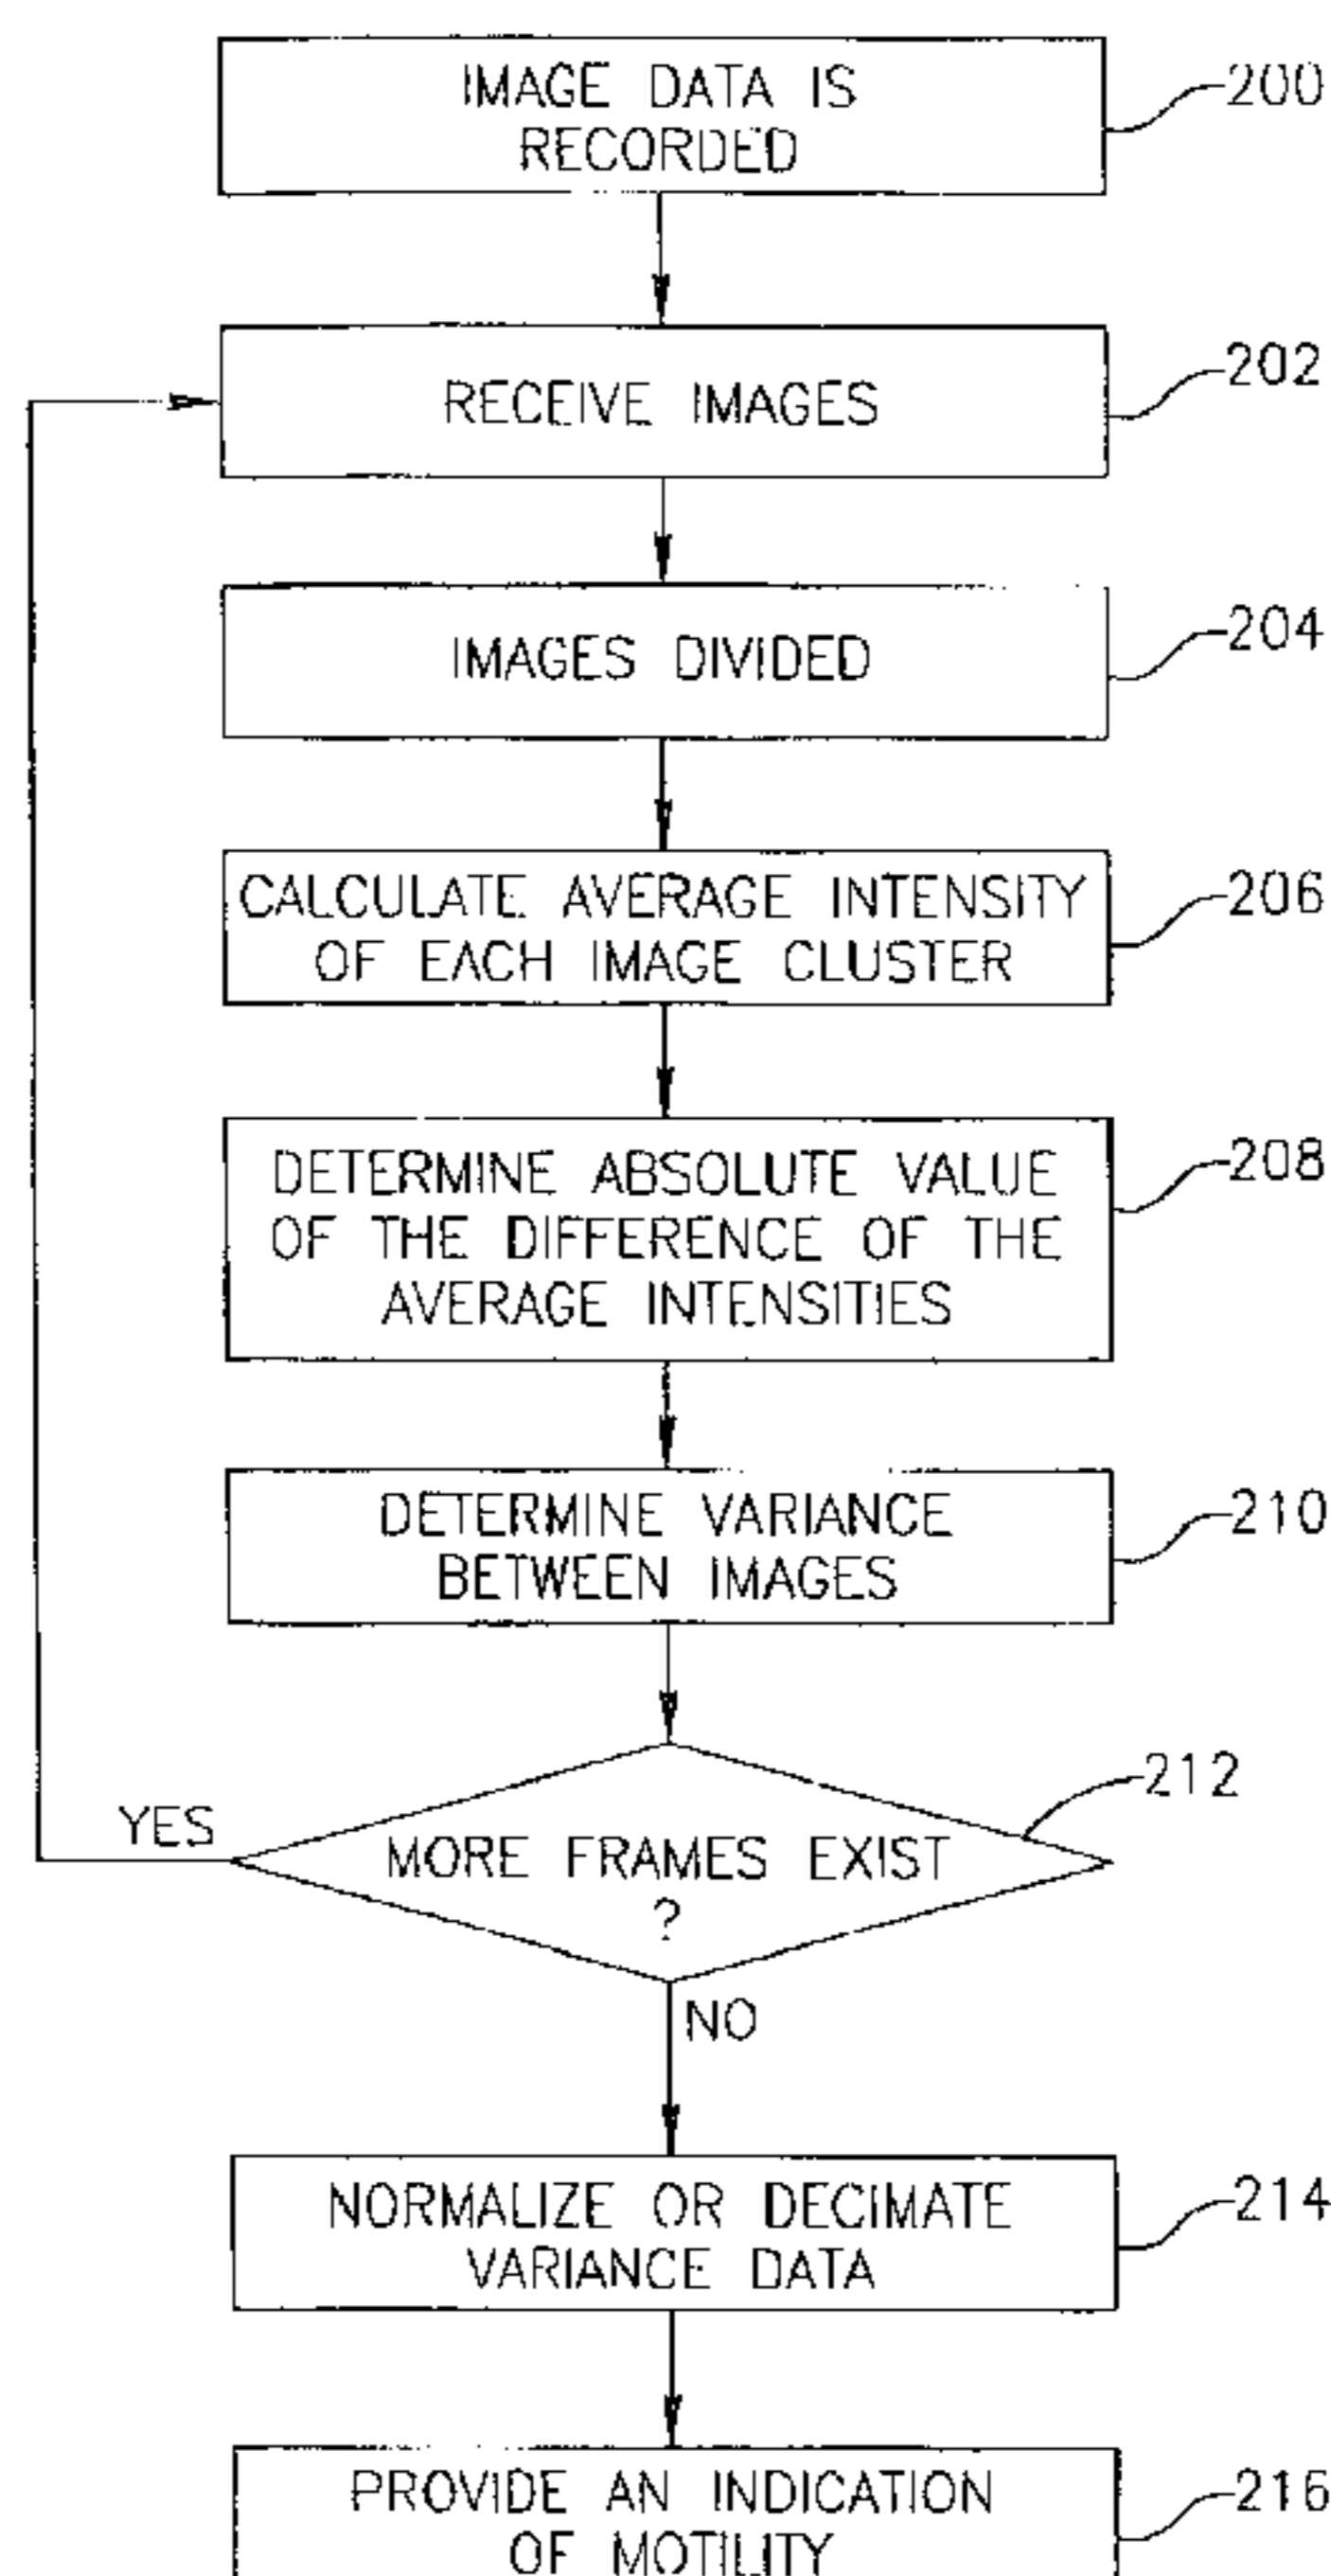 IMAGE DATA IS
RECORDED
200
RECEIVE IMAGES
202
IMAGES DIVIDED
204
CALCULATE AVERAGE INTENSITY
OF EACH IMAGE CLUSTER
206
DETERMINE ABSOLUTE VALUE
OF THE DIFFERENCE OF THE
AVERAGE INTENSITIES
208
DETERMINE VARIANCE
BETWEEN IMAGES
210
212
YES
MORE FRAMES EXIST
?
NO
NORMALIZE OR DECIMATE
VARIANCE DATA
214
PROVIDE AN INDICATION
OF MOTILITY
216